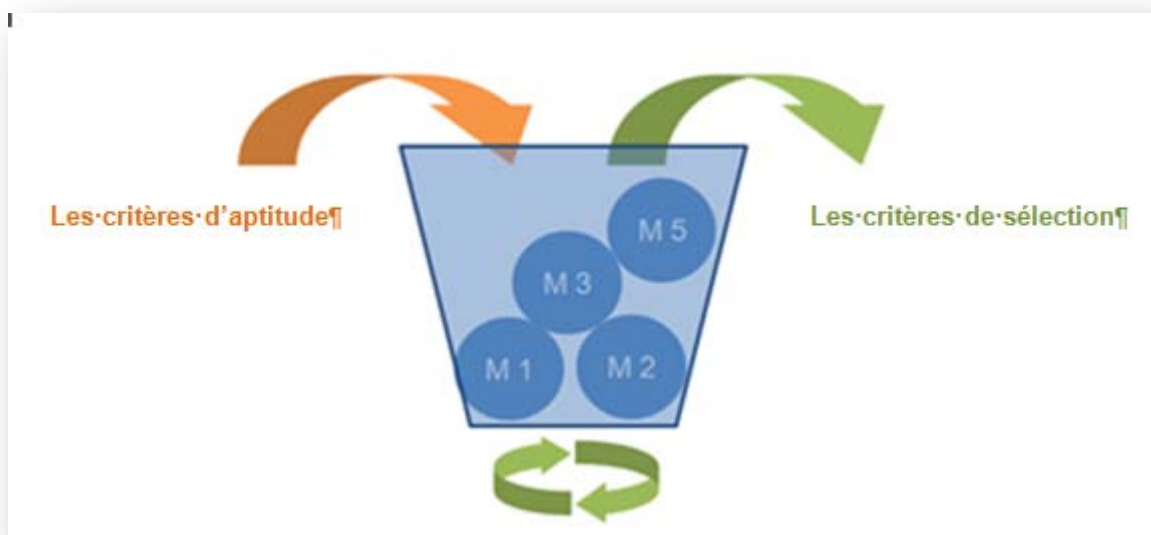 Les·critères·d'aptitude¶
Les·critères·de·sélection¶
M 5
M 3
M 1
M 2